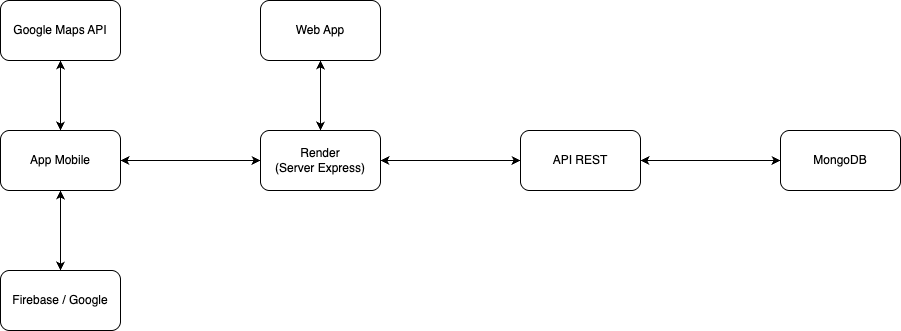 Google Maps API
Web App
App Mobile
Render
(Server Express)
API REST
MongoDB
Firebase / Google